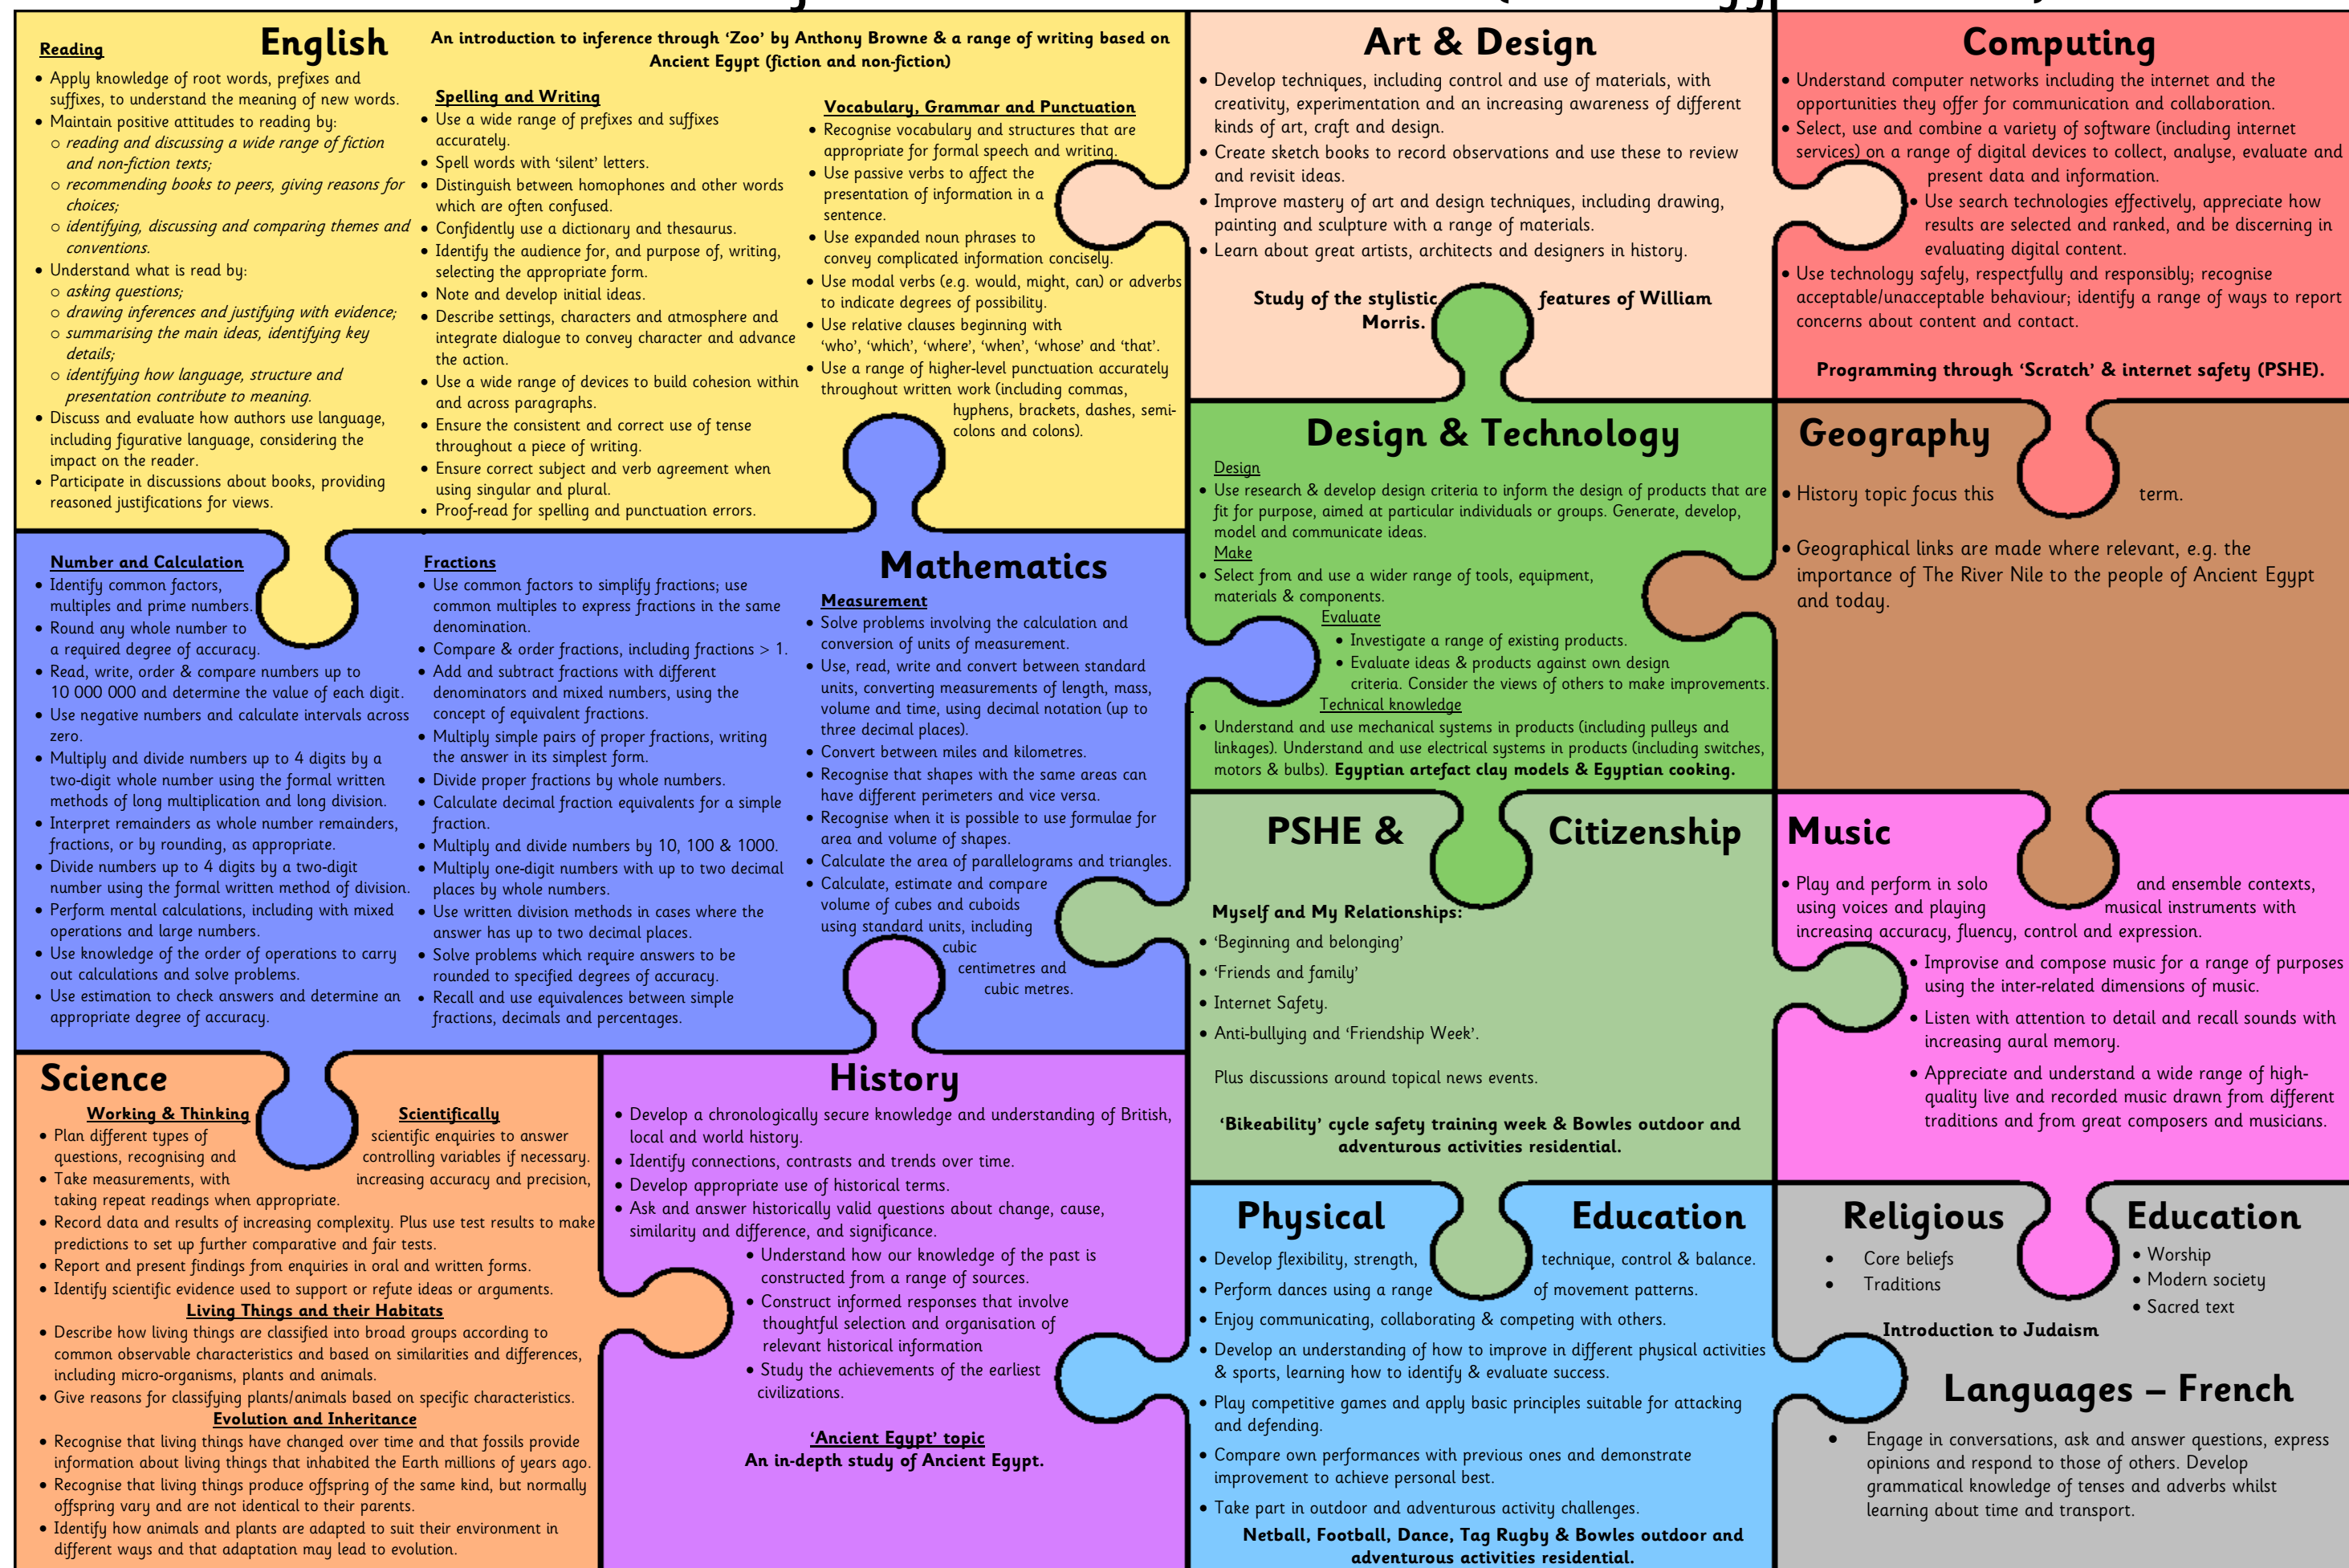 English
An introduction to inference through ‘Zoo’ by Anthony Browne & a range of writing based on
Ancient Egypt (fiction and non-fiction)
Reading
• Apply knowledge of root words, prefixes and
suffixes, to understand the meaning of new words.
• Maintain positive attitudes to reading by:
o reading and discussing a wide range of fiction
and non-fiction texts;
o recommending books to peers, giving reasons for
choices;
o identifying, discussing and comparing themes and
conventions.
• Understand what is read by:
o asking questions;
o drawing inferences and justifying with evidence;
o summarising the main ideas, identifying key
details;
o identifying how language, structure and
presentation contribute to meaning.
• Discuss and evaluate how authors use language,
including figurative language, considering the
impact on the reader.
• Participate in discussions about books, providing
reasoned justifications for views.
Spelling and Writing
• Use a wide range of prefixes and suffixes
accurately.
• Spell words with ‘silent’ letters.
• Distinguish between homophones and other words
which are often confused.
• Confidently use a dictionary and thesaurus.
• Identify the audience for, and purpose of, writing,
selecting the appropriate form.
• Note and develop initial ideas.
• Describe settings, characters and atmosphere and
integrate dialogue to convey character and advance
the action.
• Use a wide range of devices to build cohesion within
and across paragraphs.
• Ensure the consistent and correct use of tense
throughout a piece of writing.
• Ensure correct subject and verb agreement when
using singular and plural.
• Proof-read for spelling and punctuation errors.
Vocabulary, Grammar and Punctuation
• Recognise vocabulary and structures that are
appropriate for formal speech and writing.
• Use passive verbs to affect the
presentation of information in a
sentence.
• Use expanded noun phrases to
convey complicated information concisely.
• Use modal verbs (e.g. would, might, can) or adverbs
to indicate degrees of possibility.
• Use relative clauses beginning with
‘who’, ‘which’, ‘where’, ‘when’, ‘whose’ and ‘that’.
• Use a range of higher-level punctuation accurately
throughout written work (including commas,
hyphens, brackets, dashes, semi-
colons and colons).
Art & Design
• Develop techniques, including control and use of materials, with
creativity, experimentation and an increasing awareness of different
kinds of art, craft and design.
• Create sketch books to record observations and use these to review
and revisit ideas.
• Improve mastery of art and design techniques, including drawing,
painting and sculpture with a range of materials.
• Learn about great artists, architects and designers in history.
Study of the stylistic features of William
Morris.
Computing
• Understand computer networks including the internet and the
opportunities they offer for communication and collaboration.
• Select, use and combine a variety of software (including internet
services) on a range of digital devices to collect, analyse, evaluate and
present data and information.
• Use search technologies effectively, appreciate how
results are selected and ranked, and be discerning in
evaluating digital content.
• Use technology safely, respectfully and responsibly; recognise
acceptable/unacceptable behaviour; identify a range of ways to report
concerns about content and contact.
Programming through ‘Scratch’ & internet safety (PSHE).
Design & Technology
Design
• Use research & develop design criteria to inform the design of products that are
fit for purpose, aimed at particular individuals or groups. Generate, develop,
model and communicate ideas.
Make
• Select from and use a wider range of tools, equipment,
materials & components.
Evaluate
• Investigate a range of existing products.
• Evaluate ideas & products against own design
criteria. Consider the views of others to make improvements.
Technical knowledge
• Understand and use mechanical systems in products (including pulleys and
linkages). Understand and use electrical systems in products (including switches,
motors & bulbs). Egyptian artefact clay models & Egyptian cooking.
Geography
• History topic focus this term.
• Geographical links are made where relevant, e.g. the
importance of The River Nile to the people of Ancient Egypt
and today.
Mathematics
Number and Calculation
• Identify common factors,
multiples and prime numbers.
• Round any whole number to
a required degree of accuracy.
• Read, write, order & compare numbers up to
10 000 000 and determine the value of each digit.
• Use negative numbers and calculate intervals across
zero.
• Multiply and divide numbers up to 4 digits by a
two-digit whole number using the formal written
methods of long multiplication and long division.
• Interpret remainders as whole number remainders,
fractions, or by rounding, as appropriate.
• Divide numbers up to 4 digits by a two-digit
number using the formal written method of division.
• Perform mental calculations, including with mixed
operations and large numbers.
• Use knowledge of the order of operations to carry
out calculations and solve problems.
• Use estimation to check answers and determine an
appropriate degree of accuracy.
Fractions
• Use common factors to simplify fractions; use
common multiples to express fractions in the same
denomination.
• Compare & order fractions, including fractions > 1.
• Add and subtract fractions with different
denominators and mixed numbers, using the
concept of equivalent fractions.
• Multiply simple pairs of proper fractions, writing
the answer in its simplest form.
• Divide proper fractions by whole numbers.
• Calculate decimal fraction equivalents for a simple
fraction.
• Multiply and divide numbers by 10, 100 & 1000.
• Multiply one-digit numbers with up to two decimal
places by whole numbers.
• Use written division methods in cases where the
answer has up to two decimal places.
• Solve problems which require answers to be
rounded to specified degrees of accuracy.
• Recall and use equivalences between simple
fractions, decimals and percentages.
Measurement
• Solve problems involving the calculation and
conversion of units of measurement.
• Use, read, write and convert between standard
units, converting measurements of length, mass,
volume and time, using decimal notation (up to
three decimal places).
• Convert between miles and kilometres.
• Recognise that shapes with the same areas can
have different perimeters and vice versa.
• Recognise when it is possible to use formulae for
area and volume of shapes.
• Calculate the area of parallelograms and triangles.
• Calculate, estimate and compare
volume of cubes and cuboids
using standard units, including
cubic
centimetres and
cubic metres.
PSHE & Citizenship
Myself and My Relationships:
• ‘Beginning and belonging’
• ‘Friends and family’
• Internet Safety.
• Anti-bullying and ‘Friendship Week’.
Plus discussions around topical news events.
‘Bikeability’ cycle safety training week & Bowles outdoor and
adventurous activities residential.
Music
• Play and perform in solo and ensemble contexts,
using voices and playing musical instruments with
increasing accuracy, fluency, control and expression.
• Improvise and compose music for a range of purposes
using the inter-related dimensions of music.
• Listen with attention to detail and recall sounds with
increasing aural memory.
• Appreciate and understand a wide range of high-
quality live and recorded music drawn from different
traditions and from great composers and musicians.
Science
Working & Thinking Scientifically
• Plan different types of scientific enquiries to answer
questions, recognising and controlling variables if necessary.
• Take measurements, with increasing accuracy and precision,
taking repeat readings when appropriate.
• Record data and results of increasing complexity. Plus use test results to make
predictions to set up further comparative and fair tests.
• Report and present findings from enquiries in oral and written forms.
• Identify scientific evidence used to support or refute ideas or arguments.
Living Things and their Habitats
• Describe how living things are classified into broad groups according to
common observable characteristics and based on similarities and differences,
including micro-organisms, plants and animals.
• Give reasons for classifying plants/animals based on specific characteristics.
Evolution and Inheritance
• Recognise that living things have changed over time and that fossils provide
information about living things that inhabited the Earth millions of years ago.
• Recognise that living things produce offspring of the same kind, but normally
offspring vary and are not identical to their parents.
• Identify how animals and plants are adapted to suit their environment in
different ways and that adaptation may lead to evolution.
History
• Develop a chronologically secure knowledge and understanding of British,
local and world history.
• Identify connections, contrasts and trends over time.
• Develop appropriate use of historical terms.
• Ask and answer historically valid questions about change, cause,
similarity and difference, and significance.
• Understand how our knowledge of the past is
constructed from a range of sources.
• Construct informed responses that involve
thoughtful selection and organisation of
relevant historical information
• Study the achievements of the earliest
civilizations.
‘Ancient Egypt’ topic
An in-depth study of Ancient Egypt.
Physical Education
• Develop flexibility, strength, technique, control & balance.
• Perform dances using a range of movement patterns.
• Enjoy communicating, collaborating & competing with others.
• Develop an understanding of how to improve in different physical activities
& sports, learning how to identify & evaluate success.
• Play competitive games and apply basic principles suitable for attacking
and defending.
• Compare own performances with previous ones and demonstrate
improvement to achieve personal best.
• Take part in outdoor and adventurous activity challenges.
Netball, Football, Dance, Tag Rugby & Bowles outdoor and
adventurous activities residential.
Religious Education
• Core beliefs
• Traditions
• Worship
• Modern society
• Sacred text
Introduction to Judaism
Languages – French
• Engage in conversations, ask and answer questions, express
opinions and respond to those of others. Develop
grammatical knowledge of tenses and adverbs whilst
learning about time and transport.